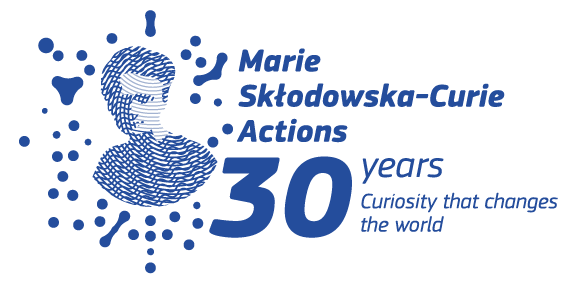 Marie
Skłodowska-Curie
Actions
30 years
Curiosity that changes
the world